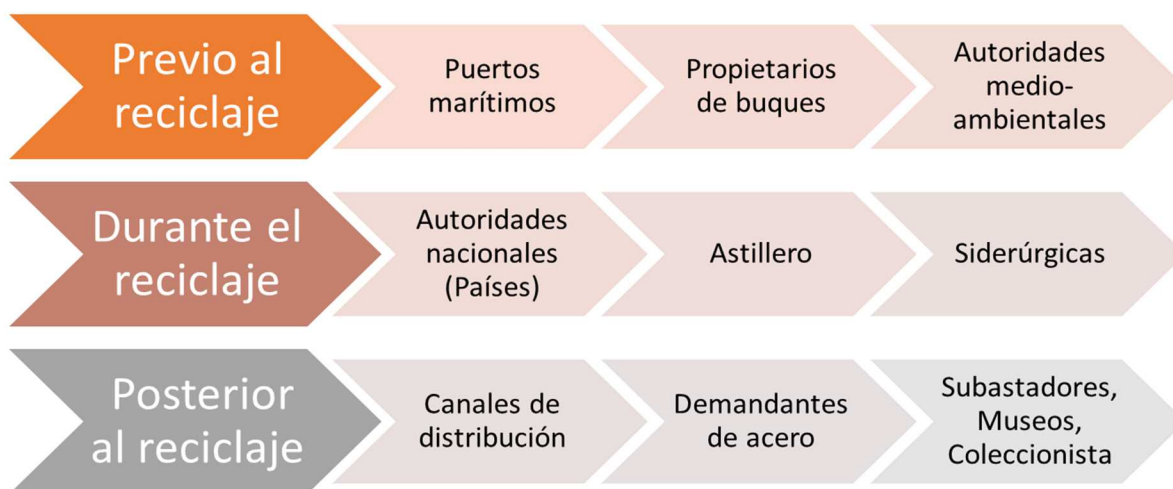 Previo al
reciclaje
Puertos
marítimos
Propietarios
de buques
Autoridades
medio-
ambientales
Durante el
reciclaje
Autoridades
nacionales
(Países)
Astillero
Siderúrgicas
Posterior
al reciclaje
Canales de
distribución
Demandantes
de acero
Subastadores,
Museos,
Coleccionista